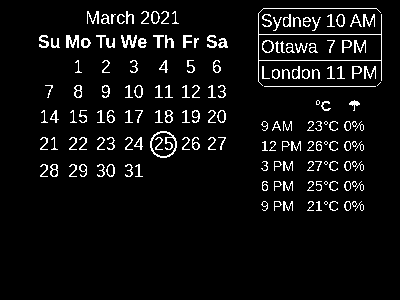 March 2021
Su Mo Tu We Th Fr Sa
1 2 3 4 5 6
7 8 9 10 11 12 13
14 15 16 17 18 19 20
21 22 23 24 25 26 27
28 29 30 31
Sydney 10 AM
Ottawa 7 PM
London 11 PM
°C
9 AM 23°C 0%
12 PM 26°C 0%
3 PM 27°C 0%
6 PM 25°C 0%
9 PM 21°C 0%